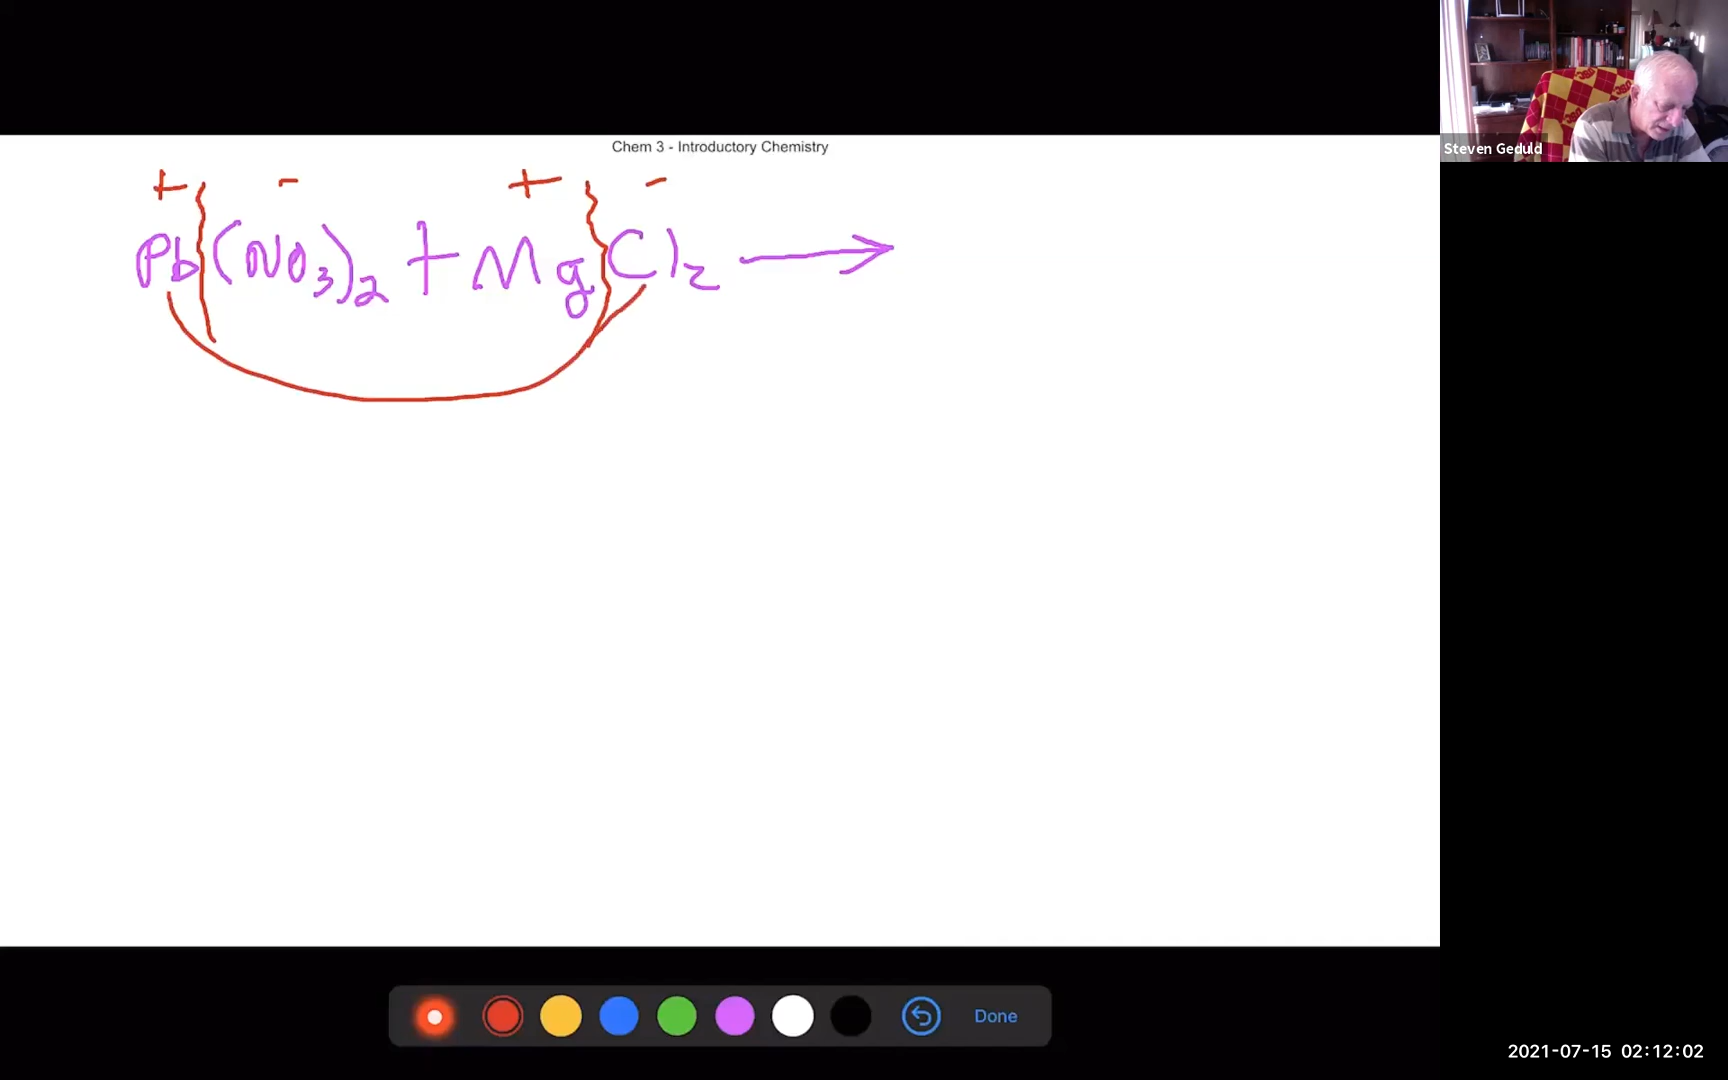 Chem 3 - Introductory Chemistry
Steven Geduld
+ - + -
Pb(NO₃)₂ + MgCl₂ ⟶
Done
2021-07-15 02:12:02